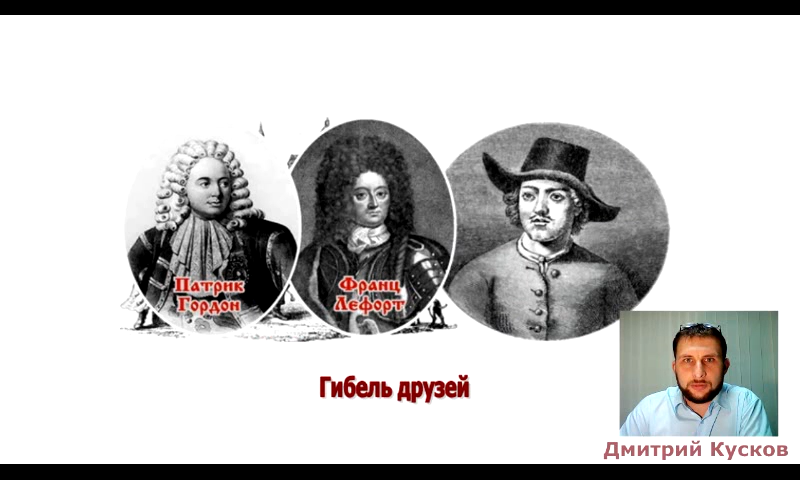 Патрик
Гордон
Франц
Лефорт
Гибель друзей
Дмитрий Кусков